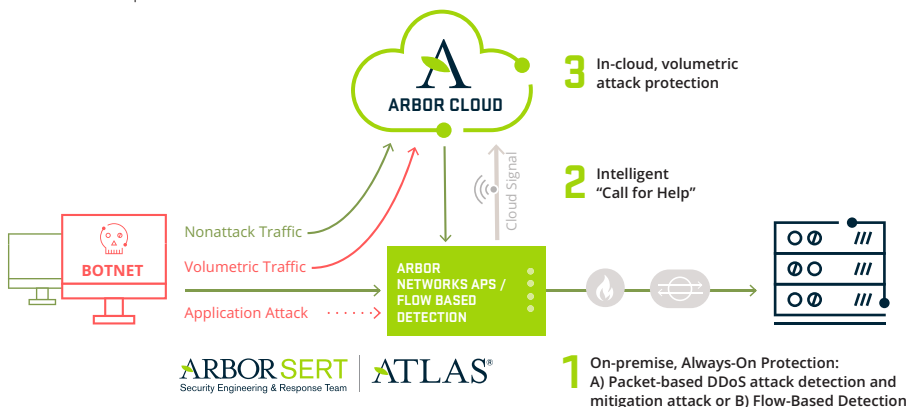 A
ARBOR CLOUD
3 In-cloud, volumetric
attack protection
Cloud Signal
2 Intelligent
“Call for Help”
Nonattack Traffic
BOTNET
Volumetric Traffic
Application Attack
ARBOR
NETWORKS APS /
FLOW BASED
DETECTION
ARBOR SERT
Security Engineering & Response Team
ATLAS®
1 On-premise, Always-On Protection:
A) Packet-based DDoS attack detection and
mitigation attack or B) Flow-Based Detection